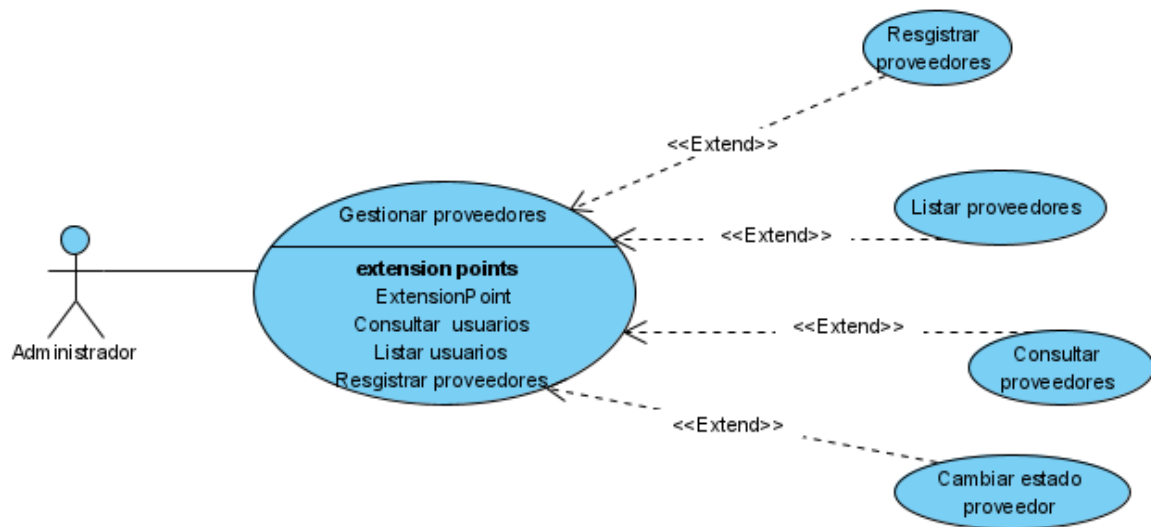 Resgistrar
proveedores
<<Extend>>
Gestionar proveedores
Listar proveedores
<<Extend>>
extension points
ExtensionPoint
Consultar usuarios
Listar usuarios
Resgistrar proveedores
Administrador
<<Extend>>
Consultar
proveedores
<<Extend>>
Cambiar estado
proveedor